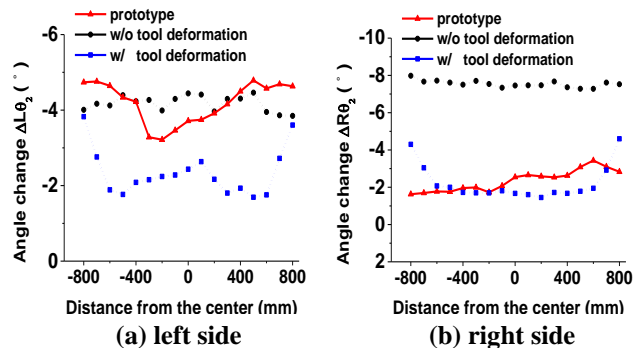 prototype
w/o tool deformation
w/ tool deformation
Angle change ΔLθ2 (°)
-6
-4
-2
0
-800 -400 0 400 800
Distance from the center (mm)
(a) left side
prototype
w/o tool deformation
w/ tool deformation
Angle change ΔRθ2 (°)
-10
-8
-6
-4
-2
0
2
-800 -400 0 400 800
Distance from the center (mm)
(b) right side